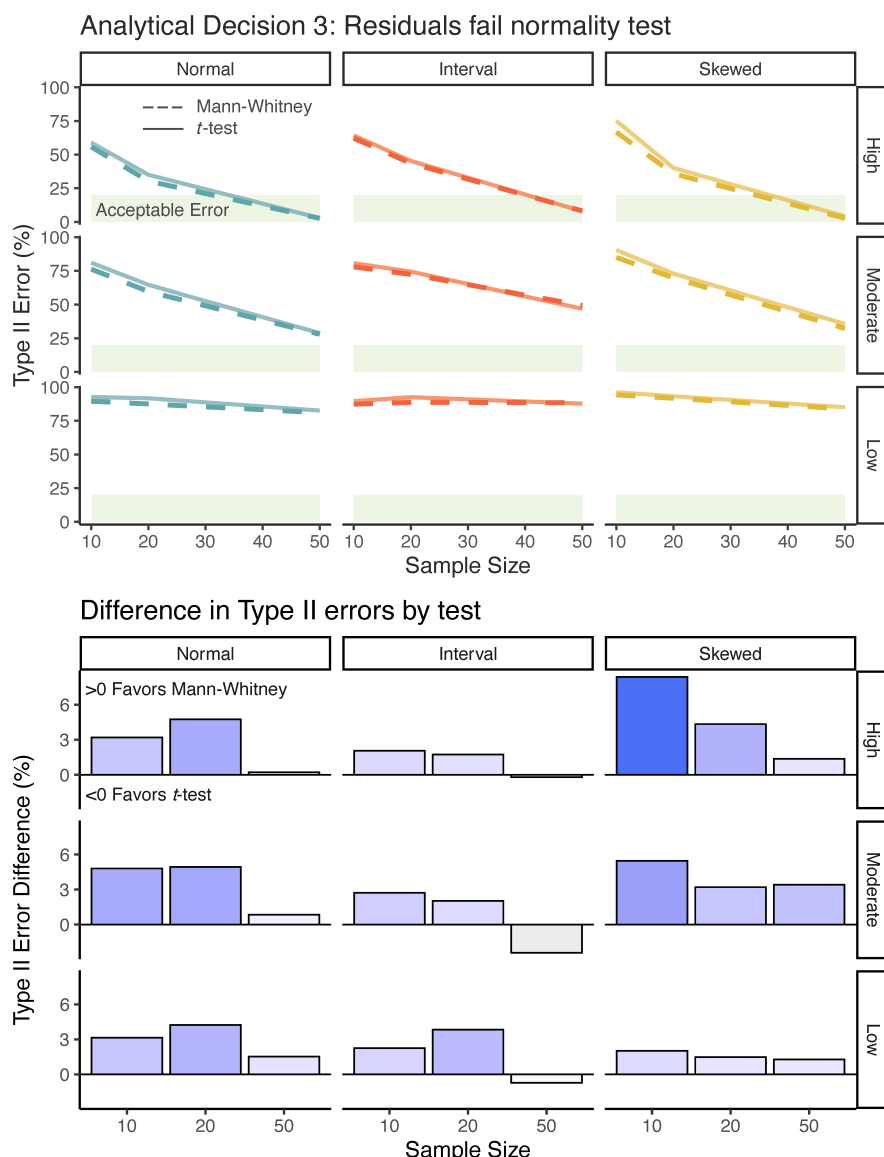 Analytical Decision 3: Residuals fail normality test
Normal
Interval
Skewed
Mann-Whitney
t-test
Acceptable Error
100
75
50
25
0
High
100
75
50
25
0
Moderate
100
75
50
25
0
Low
Type II Error (%)
10 20 30 40 50
10 20 30 40 50
10 20 30 40 50
Sample Size
Difference in Type II errors by test
Normal
Interval
Skewed
>0 Favors Mann-Whitney
<0 Favors t-test
6
3
0
High
6
3
0
Moderate
6
3
0
Low
Type II Error Difference (%)
10 20 50
10 20 50
10 20 50
Sample Size